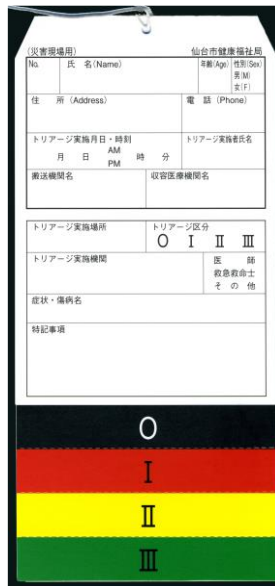 (災害現場用) 仙台市健康福祉局
No. 氏 名(Name) 年齢(Age) 性別(Sex)
男(M)
女(F)
住 所(Address) 電 話(Phone)
トリアージ実施月日・時刻 トリアージ実施者氏名
月 日 AM 時 分
PM
搬送機関名 収容医療機関名
トリアージ実施場所 トリアージ区分
O I II III
トリアージ実施機関 医 師
救急救命士
そ の 他
症状・傷病名
特記事項
O
I
II
III